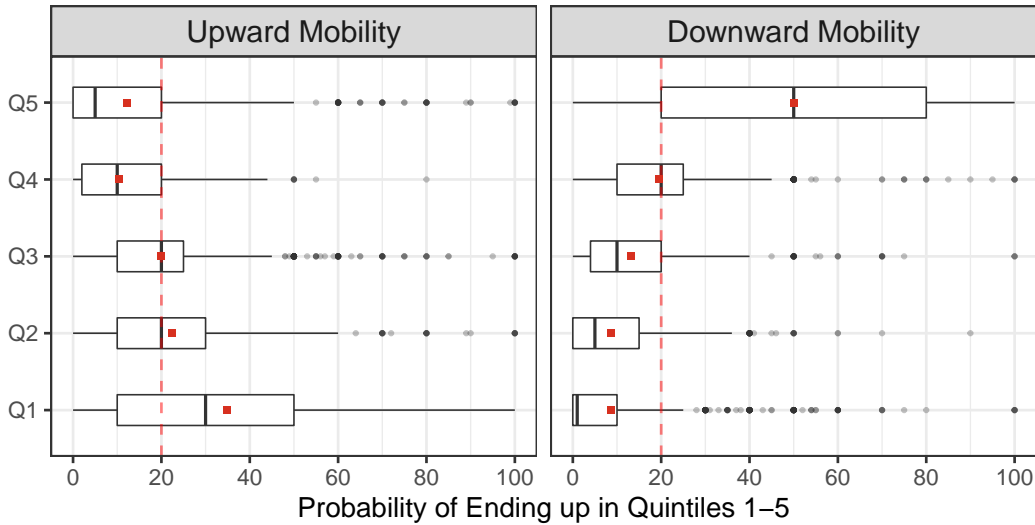 Upward Mobility
Downward Mobility
Q5
Q4
Q3
Q2
Q1
0 20 40 60 80 100
0 20 40 60 80 100
Probability of Ending up in Quintiles 1−5